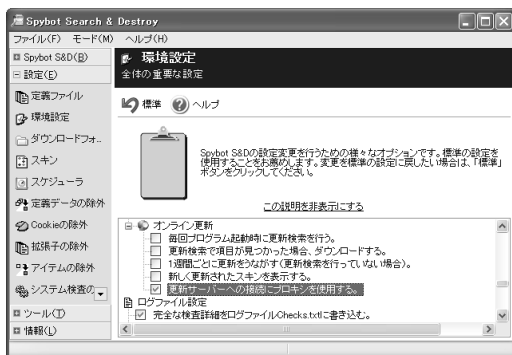 Spybot Search & Destroy
ファイル(F) モード(M) ヘルプ(H)
Spybot S&D(B)
設定(E)
定義ファイル
環境設定
ダウンロードフォ..
スキン
スケジューラ
定義データの除外
Cookieの除外
拡張子の除外
アイテムの除外
システム検査の
ツール(T)
情報(L)
環境設定
全体の重要な設定
標準 ヘルプ
Spybot S&Dの設定変更を行うための様々なオプションです。標準の設定を
使用することをお薦めします。変更を標準の設定に戻したい場合は、「標準」
ボタンをクリックしてください。
この説明を非表示にする
オンライン更新
毎回プログラム起動時に更新検索を行う。
更新検索で項目が見つかった場合、ダウンロードする。
1週間ごとに更新をうながす(更新検索を行っていない場合)。
新しく更新されたスキンを表示する。
更新サーバーへの接続にプロキシを使用する。
ログファイル設定
完全な検査詳細をログファイルChecks.txtに書き込む。